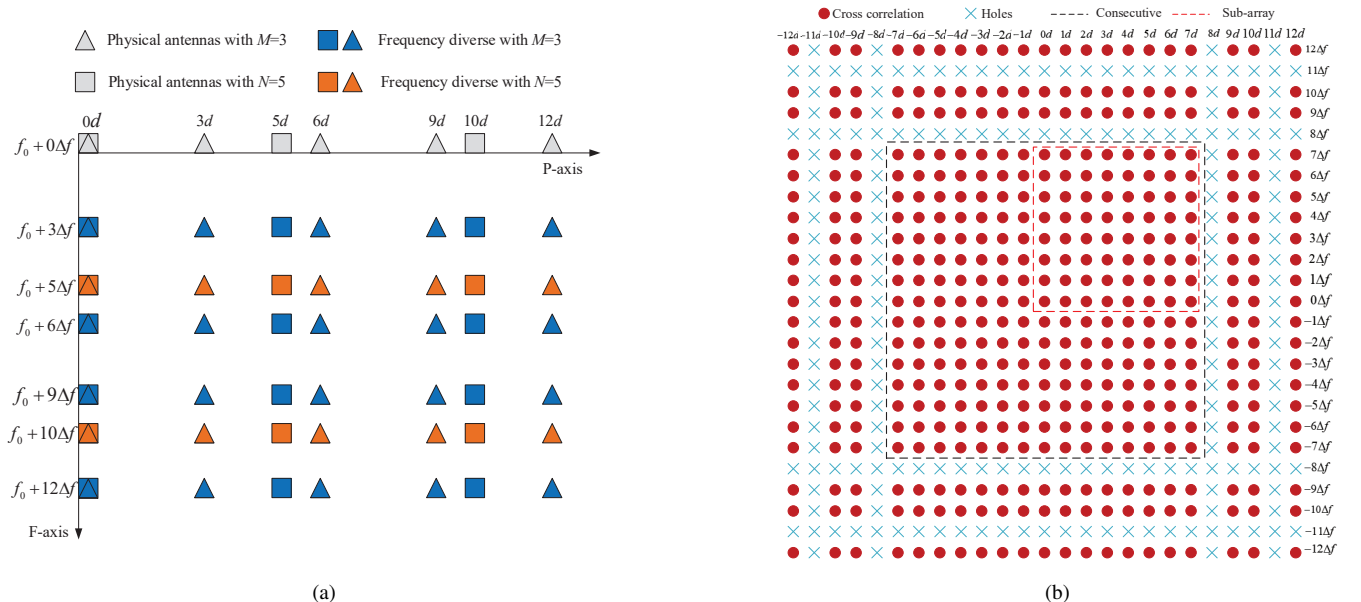 Physical antennas with M=3
Frequency diverse with M=3
Physical antennas with N=5
Frequency diverse with N=5
0d 3d 5d 6d 9d 10d 12d
f₀+0Δf
P-axis
f₀+3Δf
f₀+5Δf
f₀+6Δf
f₀+9Δf
f₀+10Δf
f₀+12Δf
F-axis
(a)
Cross correlation Holes Consecutive Sub-array
−12d −11d −10d −9d −8d −7d −6d −5d −4d −3d −2d −1d 0d 1d 2d 3d 4d 5d 6d 7d 8d 9d 10d 11d 12d
12Δf
11Δf
10Δf
9Δf
8Δf
7Δf
6Δf
5Δf
4Δf
3Δf
2Δf
1Δf
0Δf
−1Δf
−2Δf
−3Δf
−4Δf
−5Δf
−6Δf
−7Δf
−8Δf
−9Δf
−10Δf
−11Δf
−12Δf
(b)